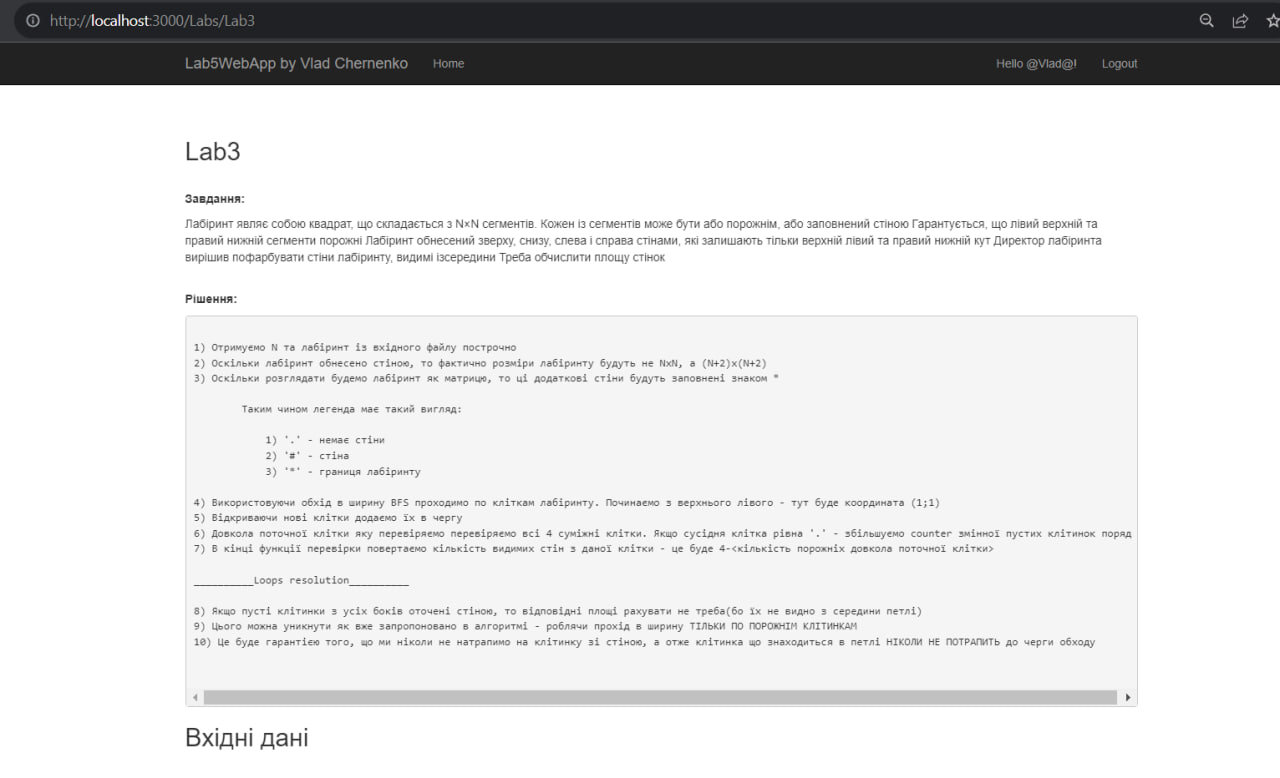 http://localhost:3000/Labs/Lab3
Lab5WebApp by Vlad Chernenko Home Hello @Vlad@! Logout
Lab3
Завдання:
Лабіринт являє собою квадрат, що складається з N×N сегментів. Кожен із сегментів може бути або порожнім, або заповнений стіною Гарантується, що лівий верхній та
правий нижній сегменти порожні Лабіринт обнесений зверху, снизу, слева і справа стінами, які залишають тільки верхній лівий та правий нижній кут Директор лабіринта
вирішив пофарбувати стіни лабіринту, видимі ізсередини Треба обчислити площу стінок
Рішення:
1) Отримуємо N та лабіринт із вхідного файлу построчно
2) Оскільки лабіринт обнесено стіною, то фактично розміри лабіринту будуть не NxN, а (N+2)x(N+2)
3) Оскільки розглядати будемо лабіринт як матрицю, то ці додаткові стіни будуть заповнені знаком *
Таким чином легенда має такий вигляд:
1) '.' - немає стіни
2) '#' - стіна
3) '*' - границя лабіринту
4) Використовуючи обхід в ширину BFS проходимо по кліткам лабіринту. Починаємо з верхнього лівого - тут буде координата (1;1)
5) Відкриваючи нові клітки додаємо їх в чергу
6) Довкола поточної клітки яку перевіряємо перевіряємо всі 4 суміжні клітки. Якщо сусідня клітка рівна '.' - збільшуємо counter змінної пустих клітинок поряд
7) В кінці функції перевірки повертаємо кількість видимих стін з даної клітки - це буде 4-<кількість порожніх довкола поточної клітки>
__________Loops resolution__________
8) Якщо пусті клітинки з усіх боків оточені стіною, то відповідні площі рахувати не треба(бо їх не видно з середини петлі)
9) Цього можна уникнути як вже запропоновано в алгоритмі - роблячи прохід в ширину ТІЛЬКИ ПО ПОРОЖНІМ КЛІТИНКАМ
10) Це буде гарантією того, що ми ніколи не натрапимо на клітинку зі стіною, а отже клітинка що знаходиться в петлі НІКОЛИ НЕ ПОТРАПИТЬ до черги обходу
Вхідні дані